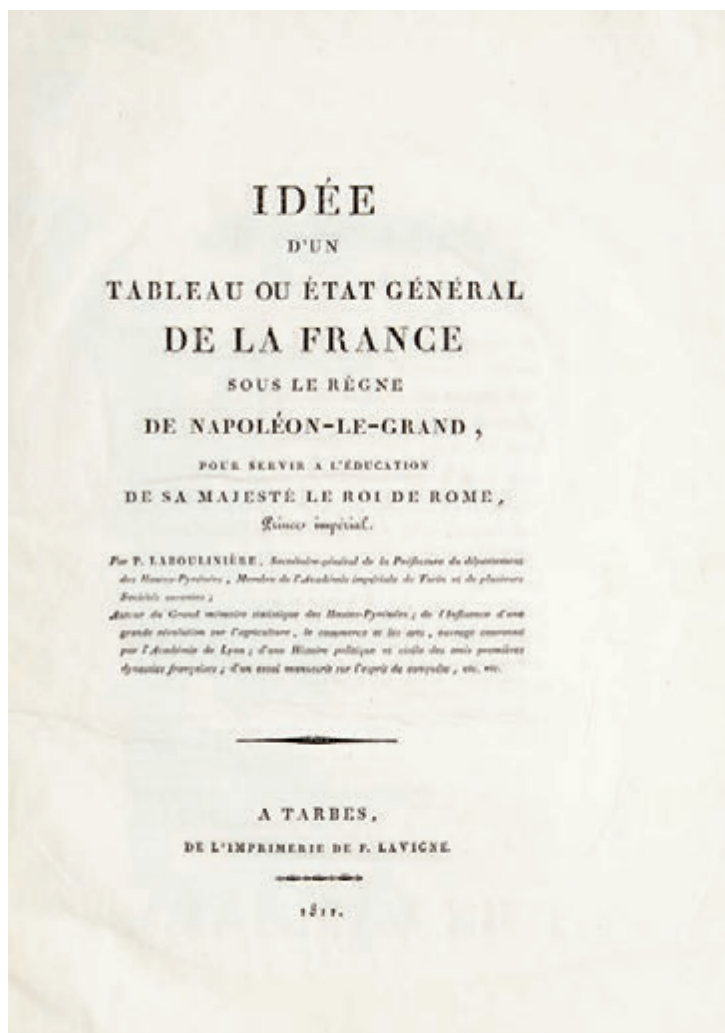 IDÉE
D'UN
TABLEAU OU ÉTAT GÉNÉRAL
DE LA FRANCE
SOUS LE RÈGNE
DE NAPOLÉON-LE-GRAND,
POUR SERVIR A L'ÉDUCATION
DE SA MAJESTÉ LE ROI DE ROME,
Prince impérial.
Par P. LABOULINIÈRE, Secrétaire-général de la Préfecture du département
des Hautes-Pyrénées, Membre de l'Académie impériale de Turin et de plusieurs
Sociétés savantes;
Auteur du Grand mémoire statistique des Hautes-Pyrénées; de l'Influence d'une
grande révolution sur l'agriculture, le commerce et les arts, ouvrage couronné
par l'Académie de Lyon; d'une Histoire politique et civile des trois premières
dynasties françaises; d'un essai manuscrit sur l'esprit de conquête, etc. etc.
A TARBES,
DE L'IMPRIMERIE DE F. LAVIGNE.
1811.